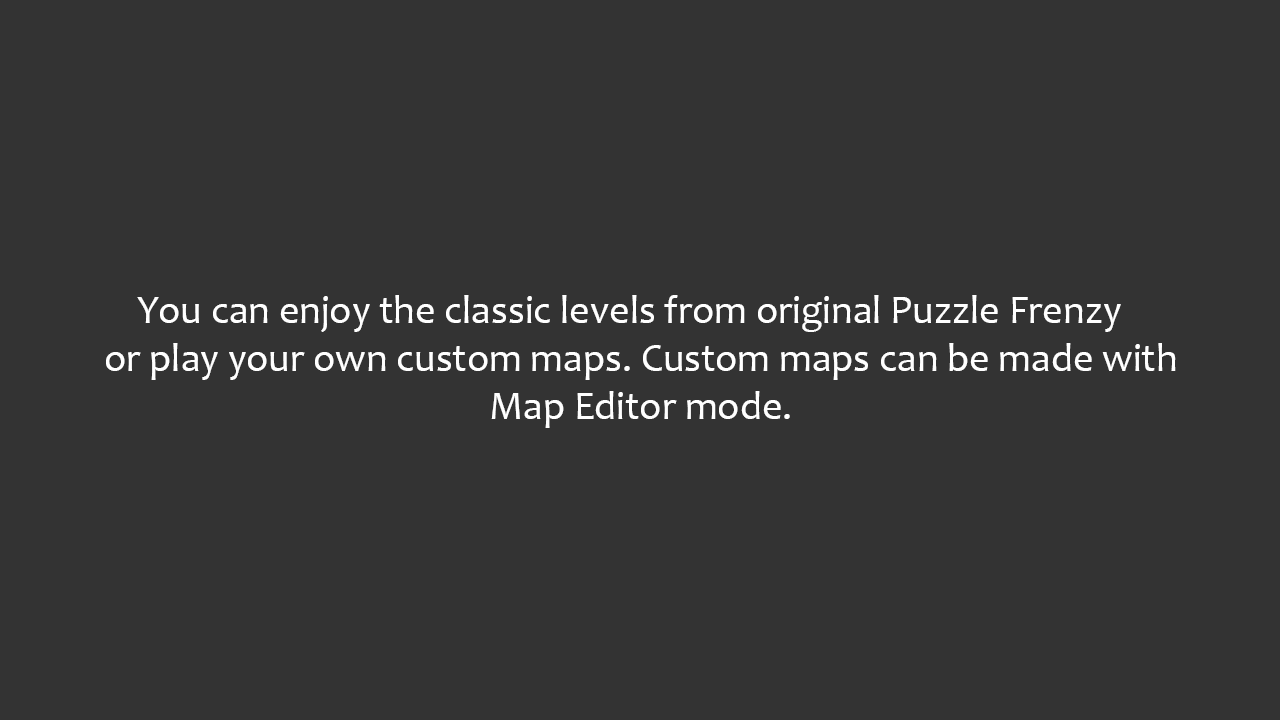 You can enjoy the classic levels from original Puzzle Frenzy
or play your own custom maps. Custom maps can be made with
Map Editor mode.